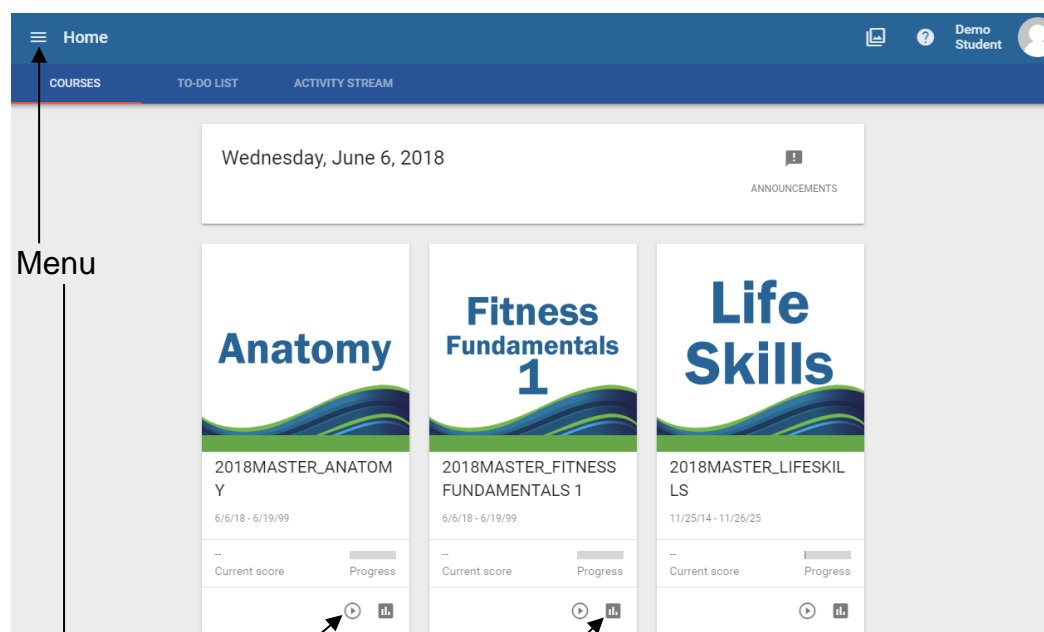 Home
Demo
Student
COURSES
TO-DO LIST
ACTIVITY STREAM
Wednesday, June 6, 2018
ANNOUNCEMENTS
Menu
Anatomy
2018MASTER_ANATOM
Y
6/6/18 - 6/19/99
--
Current score
Progress
Fitness
Fundamentals
1
2018MASTER_FITNESS
FUNDAMENTALS 1
6/6/18 - 6/19/99
--
Current score
Progress
Life
Skills
2018MASTER_LIFESKIL
LS
11/25/14 - 11/26/25
--
Current score
Progress